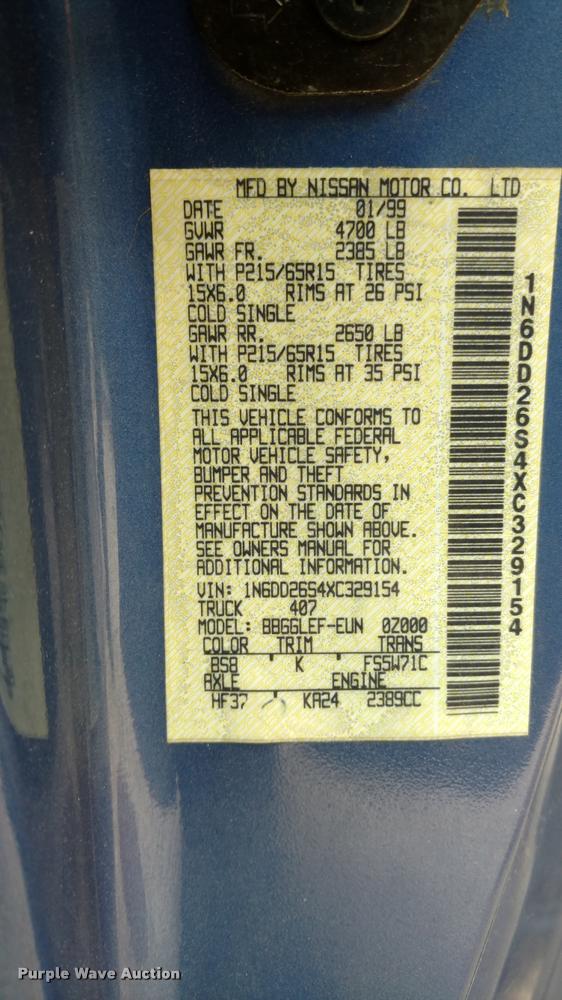 MFD BY NISSAN MOTOR CO. LTD
DATE 01/99
GVWR 4700 LB
GAWR FR. 2385 LB
WITH P215/65R15 TIRES
15X6.0 RIMS AT 26 PSI
COLD SINGLE
GAWR RR. 2650 LB
WITH P215/65R15 TIRES
15X6.0 RIMS AT 35 PSI
COLD SINGLE
THIS VEHICLE CONFORMS TO
ALL APPLICABLE FEDERAL
MOTOR VEHICLE SAFETY,
BUMPER AND THEFT
PREVENTION STANDARDS IN
EFFECT ON THE DATE OF
MANUFACTURE SHOWN ABOVE.
SEE OWNERS MANUAL FOR
ADDITIONAL INFORMATION.
VIN: 1N6DD26S4XC329154
TRUCK 407
MODEL: BBGGLEF-EUN 0Z000
COLOR TRIM TRANS
BS8 K FS5W71C
AXLE ENGINE
HF37 KA24 2389CC
1N6DD26S4XC329154
Purple Wave Auction